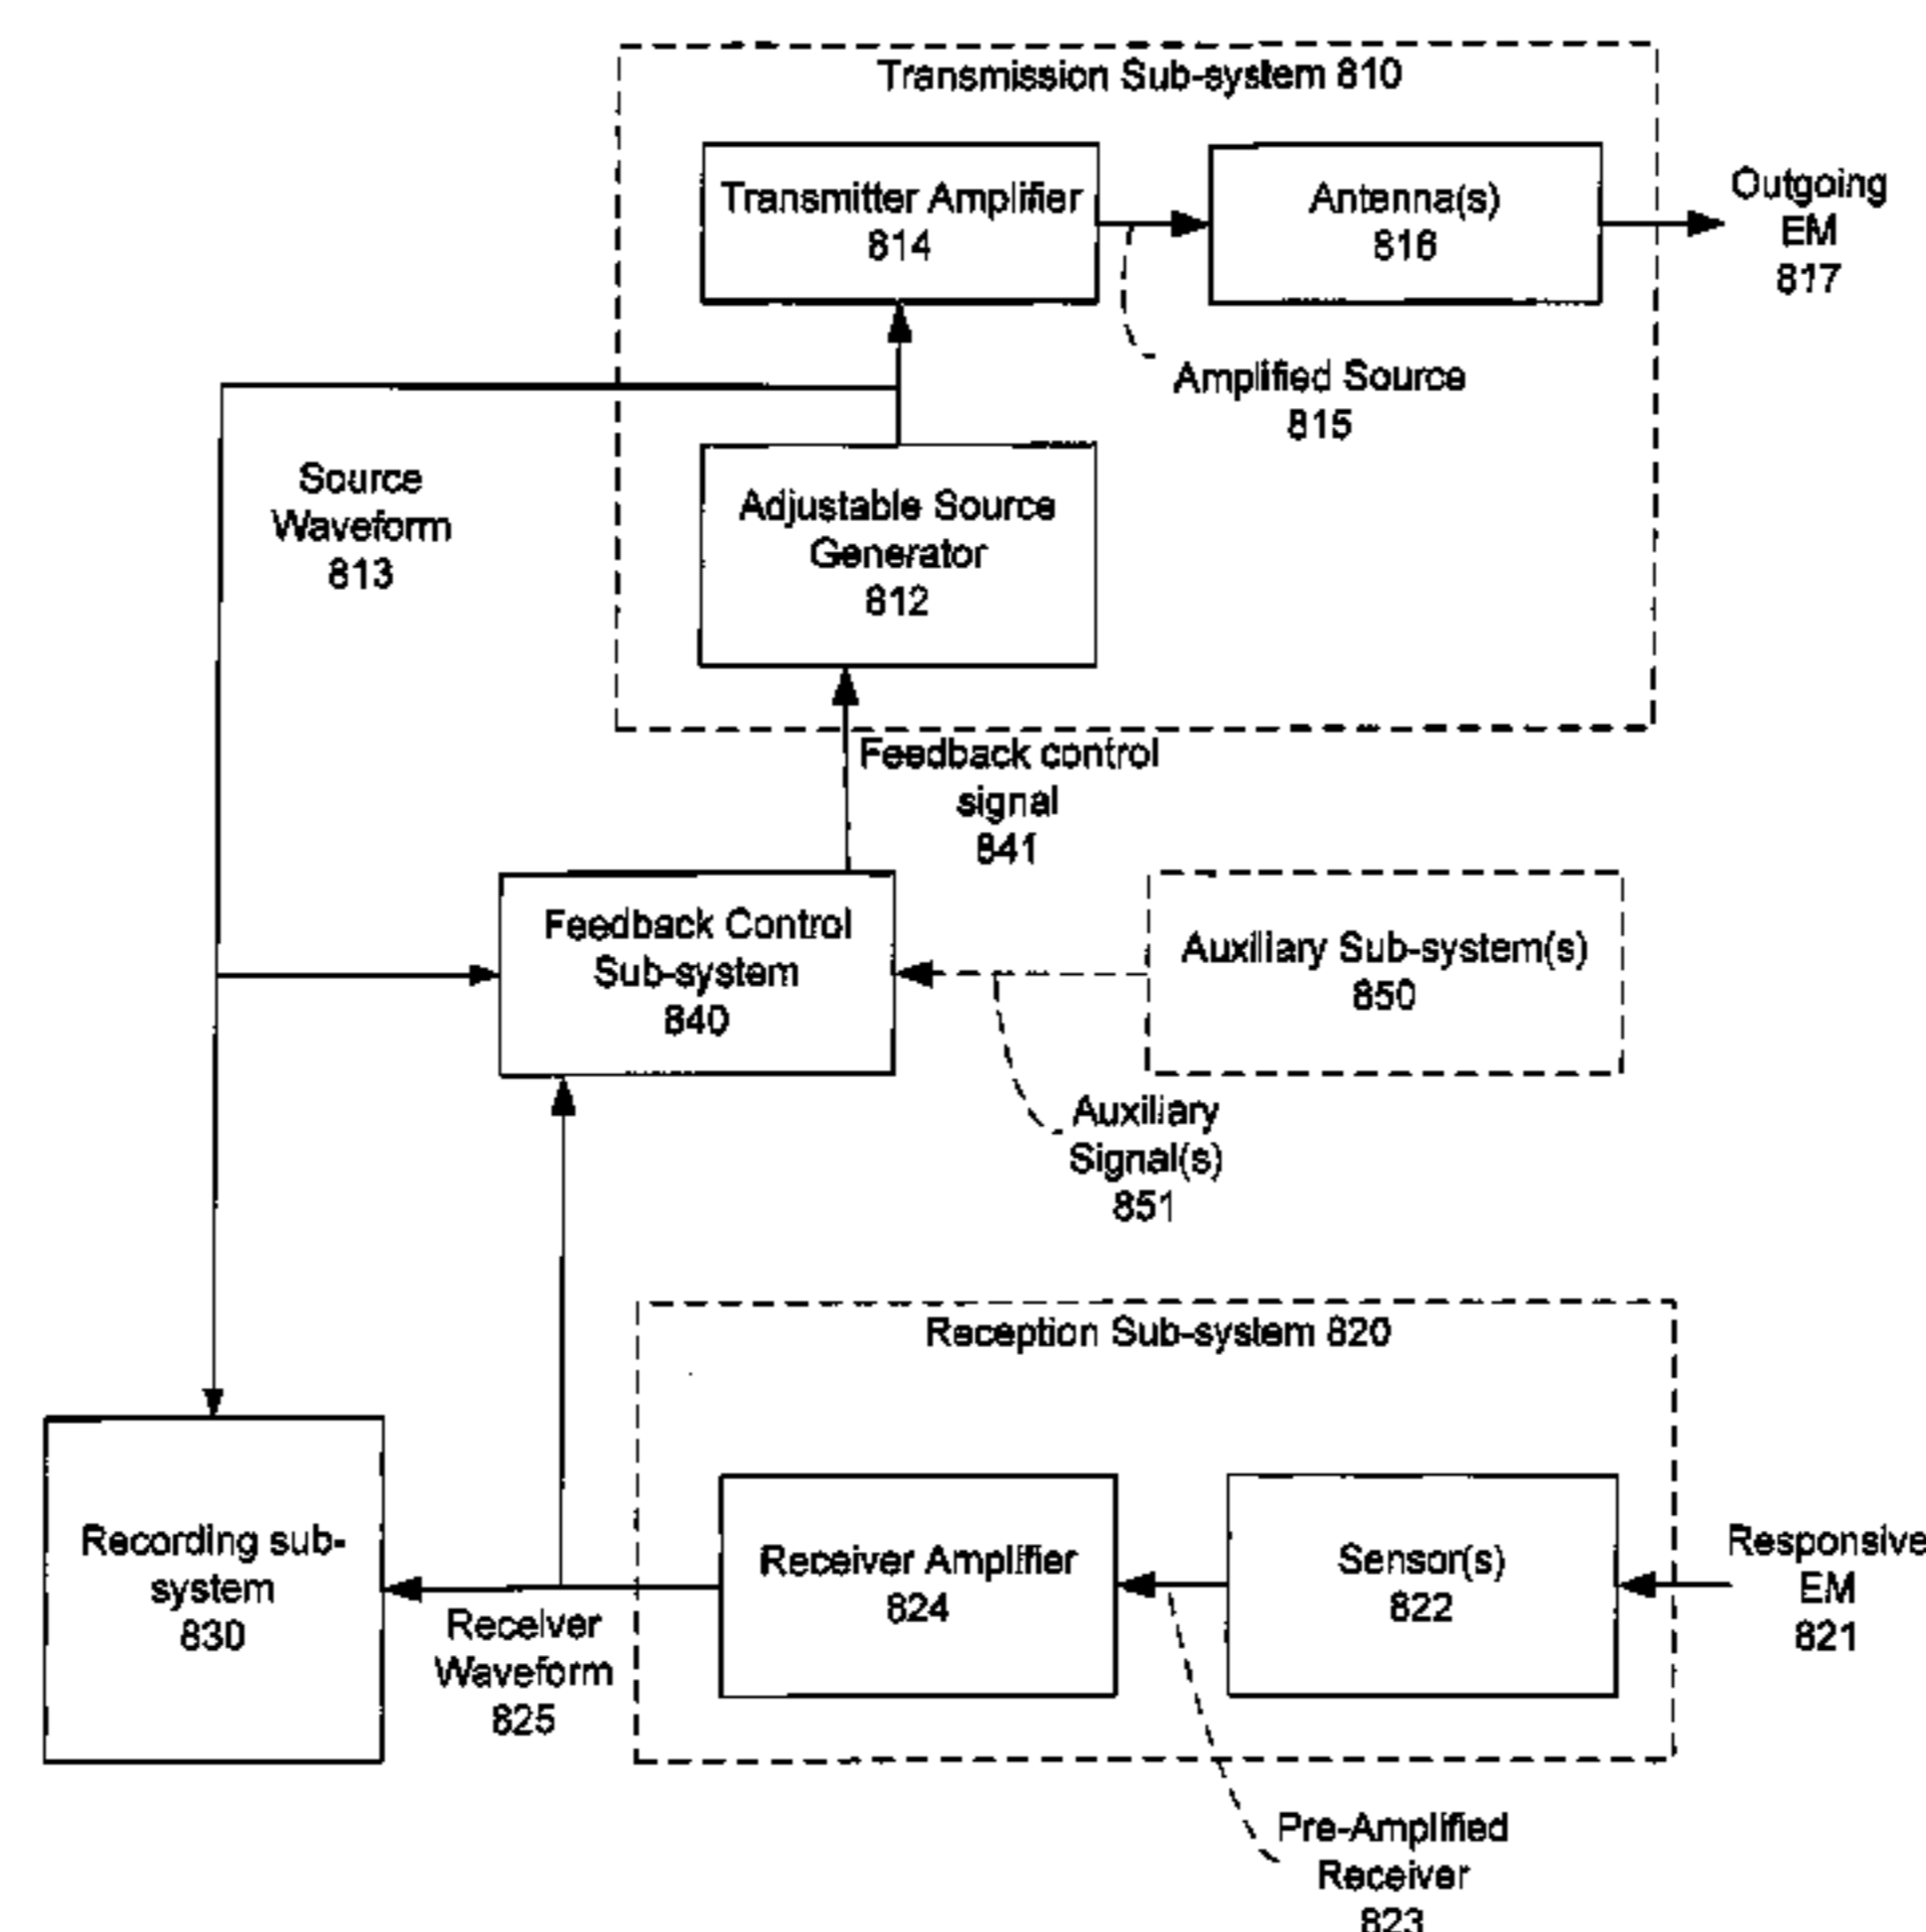 Transmission Sub-system 810
Transmitter Amplifier
814
Antenna(s)
816
Outgoing
EM
817
Amplified Source
815
Source
Waveform
813
Adjustable Source
Generator
812
Feedback control
signal
841
Feedback Control
Sub-system
840
Auxiliary Sub-system(s)
850
Auxiliary
Signal(s)
851
Reception Sub-system 820
Recording sub-
system
830
Receiver
Waveform
825
Receiver Amplifier
824
Sensor(s)
822
Responsive
EM
821
Pre-Amplified
Receiver
823